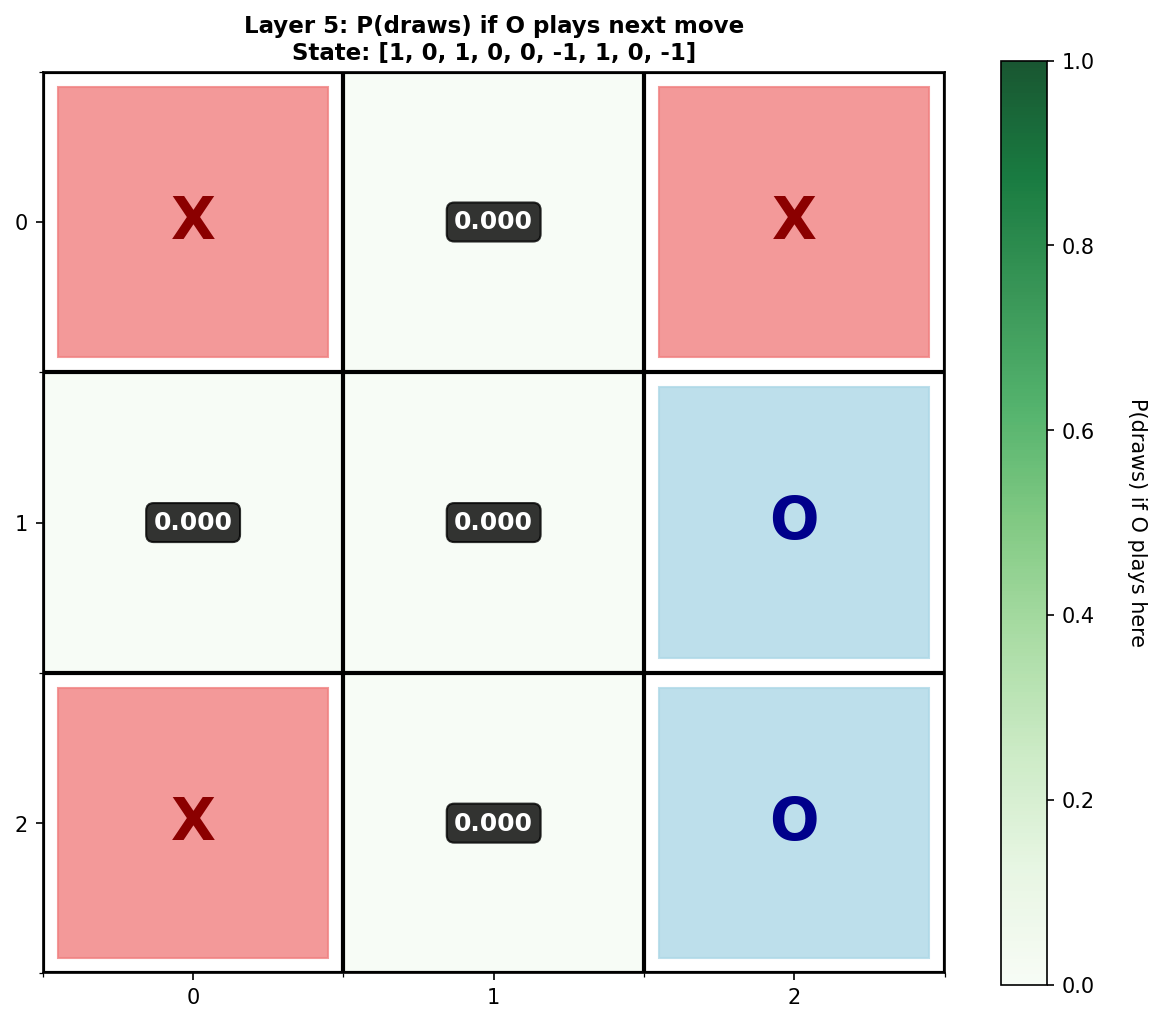 Layer 5: P(draws) if O plays next move
State: [1, 0, 1, 0, 0, -1, 1, 0, -1]
0
X
0.000
X
1
0.000
0.000
O
2
X
0.000
O
0
1
2
1.0
0.8
0.6
0.4
0.2
0.0
P(draws) if O plays here